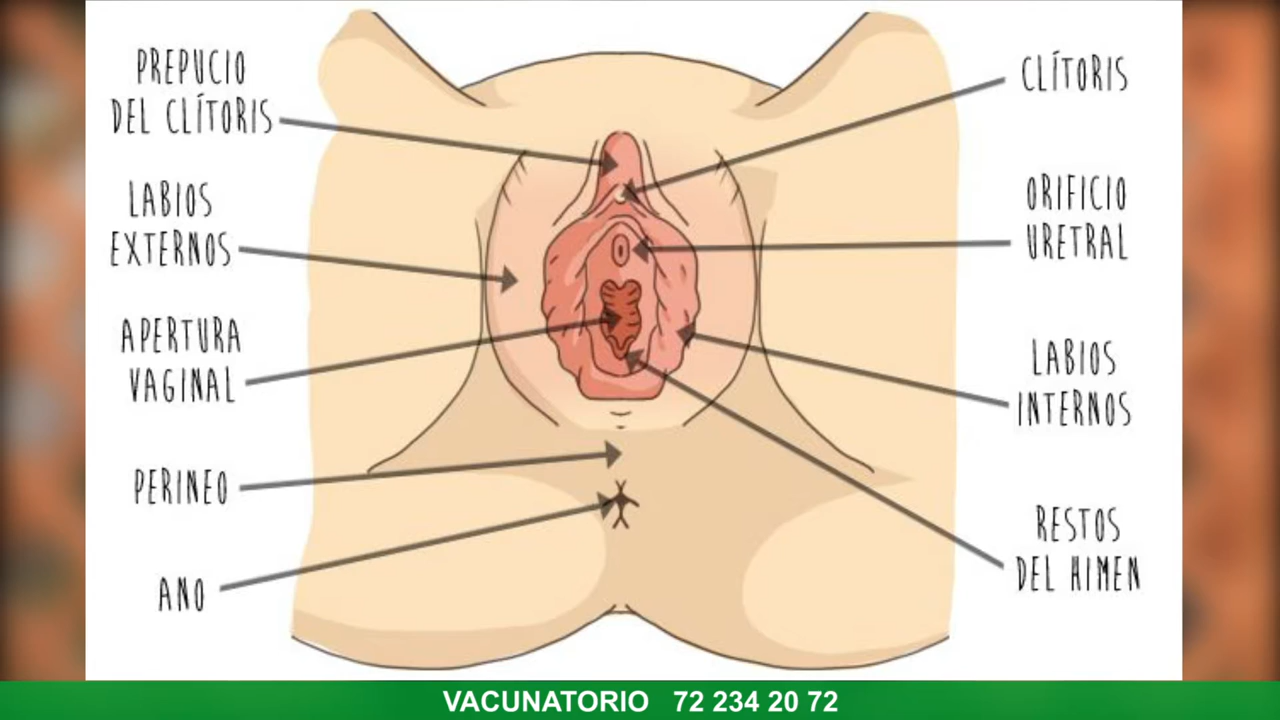 PREPUCIO
DEL CLÍTORIS
LABIOS
EXTERNOS
APERTURA
VAGINAL
PERINEO
ANO
CLÍTORIS
ORIFICIO
URETRAL
LABIOS
INTERNOS
RESTOS
DEL HIMEN
VACUNATORIO 72 234 20 72